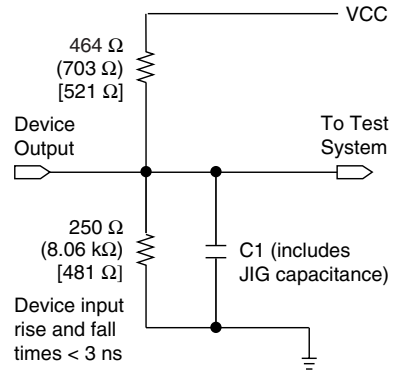 VCC
464 Ω
(703 Ω)
[521 Ω]
Device
Output
To Test
System
250 Ω
(8.06 kΩ)
[481 Ω]
C1 (includes
JIG capacitance)
Device input
rise and fall
times < 3 ns